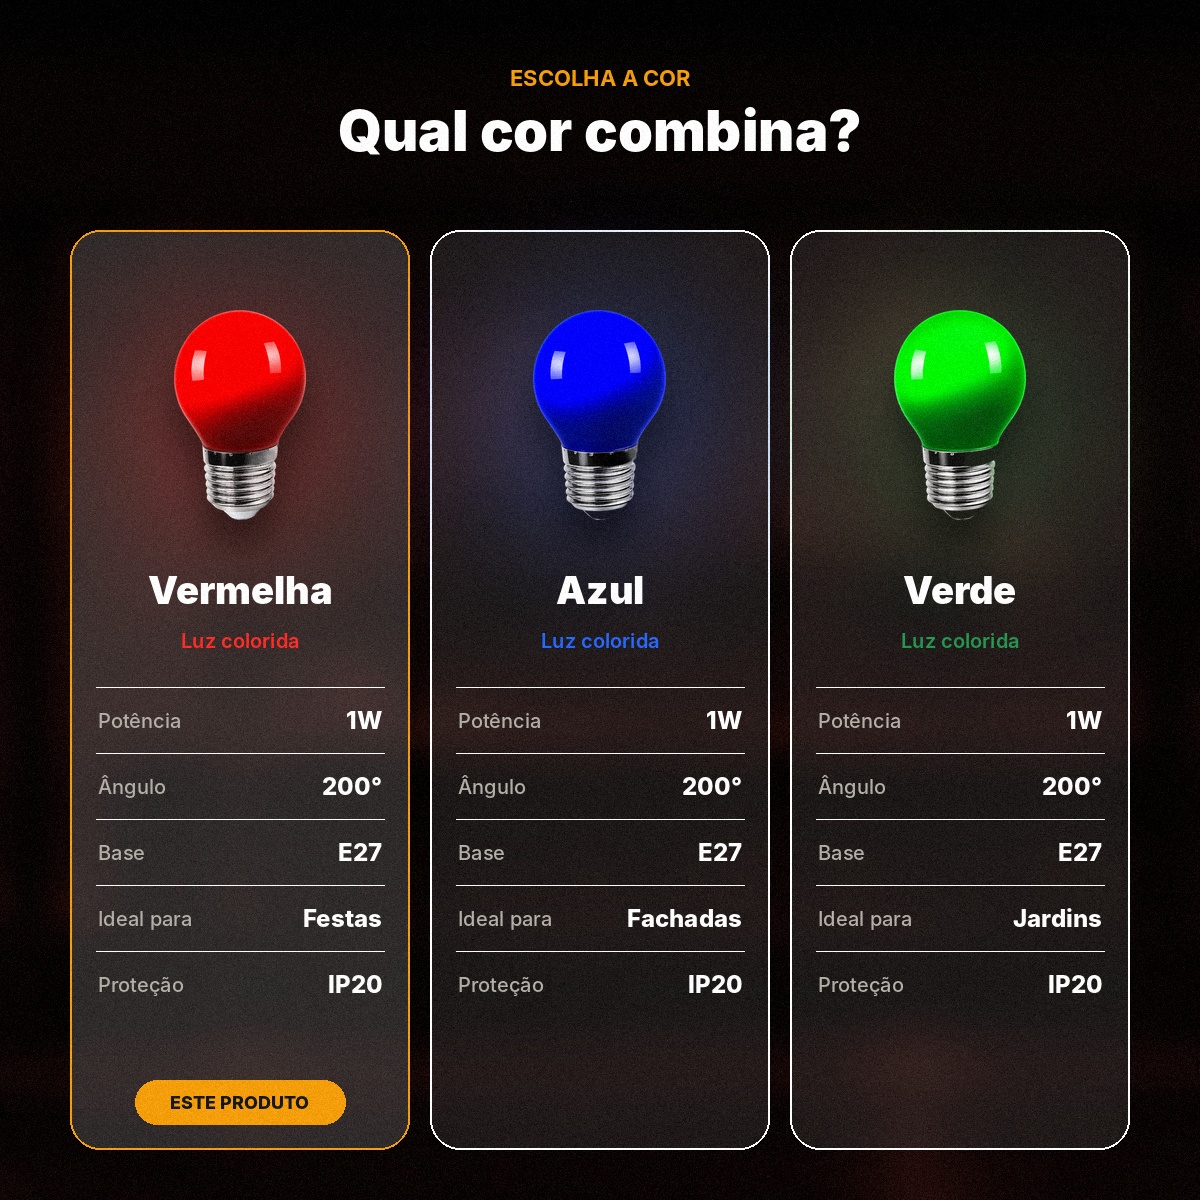 ESCOLHA A COR
Qual cor combina?
Vermelha
Luz colorida
Potência 1W
Ângulo 200°
Base E27
Ideal para Festas
Proteção IP20
ESTE PRODUTO
Azul
Luz colorida
Potência 1W
Ângulo 200°
Base E27
Ideal para Fachadas
Proteção IP20
Verde
Luz colorida
Potência 1W
Ângulo 200°
Base E27
Ideal para Jardins
Proteção IP20